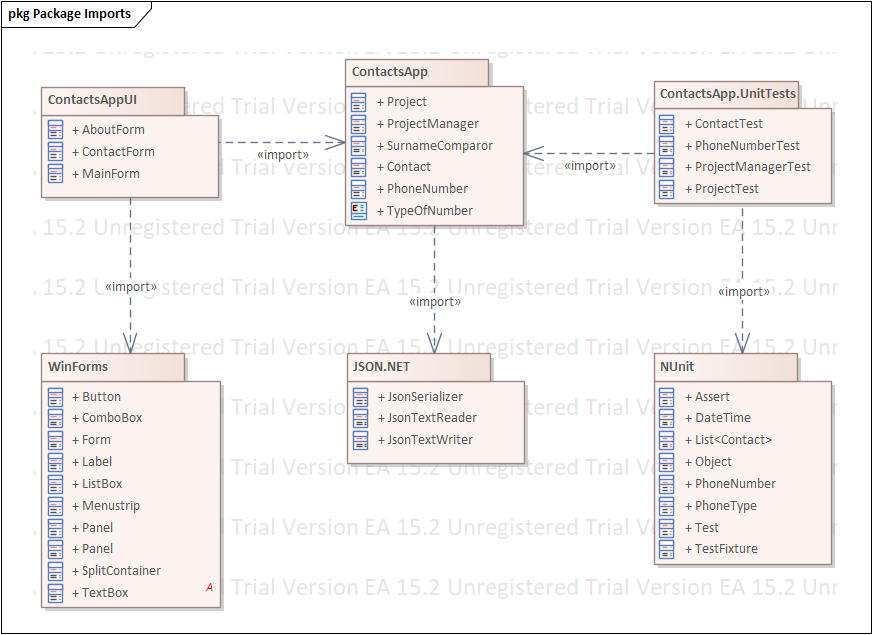 pkg Package Imports
ContactsAppUI
+ AboutForm
+ ContactForm
+ MainForm
«import»
ContactsApp
+ Project
+ ProjectManager
+ SurnameComparor
+ Contact
+ PhoneNumber
E
+ TypeOfNumber
«import»
ContactsApp.UnitTests
+ ContactTest
+ PhoneNumberTest
+ ProjectManagerTest
+ ProjectTest
«import»
«import»
«import»
WinForms
+ Button
+ ComboBox
+ Form
+ Label
+ ListBox
+ Menustrip
+ Panel
+ Panel
+ SplitContainer
+ TextBox
A
JSON.NET
+ JsonSerializer
+ JsonTextReader
+ JsonTextWriter
NUnit
+ Assert
+ DateTime
+ List<Contact>
+ Object
+ PhoneNumber
+ PhoneType
+ Test
+ TestFixture
EA 15.2 Unregistered Trial Version EA 15.2 Unregistered Trial Version EA 15.2 Unr